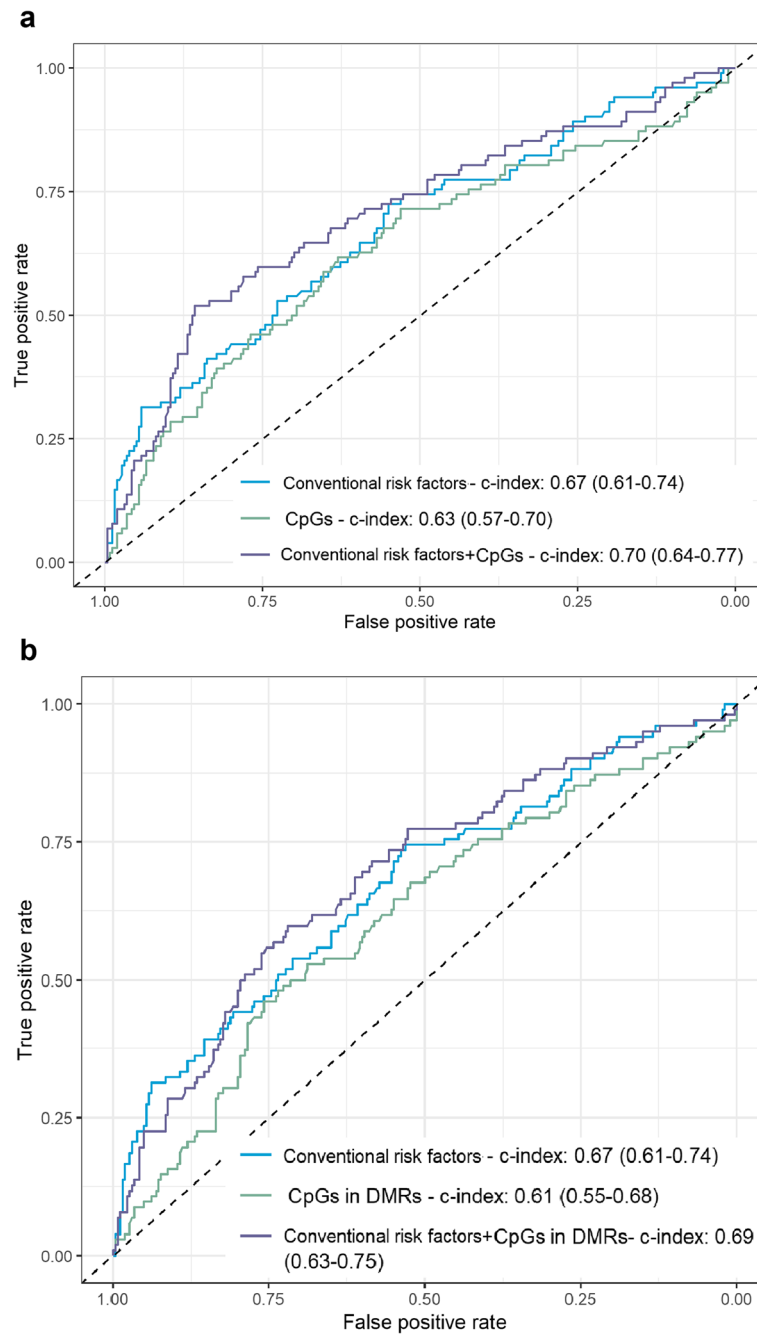 a
1.00
0.75
0.50
0.25
0.00
True positive rate
Conventional risk factors - c-index: 0.67 (0.61-0.74)
CpGs - c-index: 0.63 (0.57-0.70)
Conventional risk factors+CpGs - c-index: 0.70 (0.64-0.77)
1.00 0.75 0.50 0.25 0.00
False positive rate
b
1.00
0.75
0.50
0.25
0.00
True positive rate
Conventional risk factors - c-index: 0.67 (0.61-0.74)
CpGs in DMRs - c-index: 0.61 (0.55-0.68)
Conventional risk factors+CpGs in DMRs- c-index: 0.69
(0.63-0.75)
1.00 0.75 0.50 0.25 0.00
False positive rate